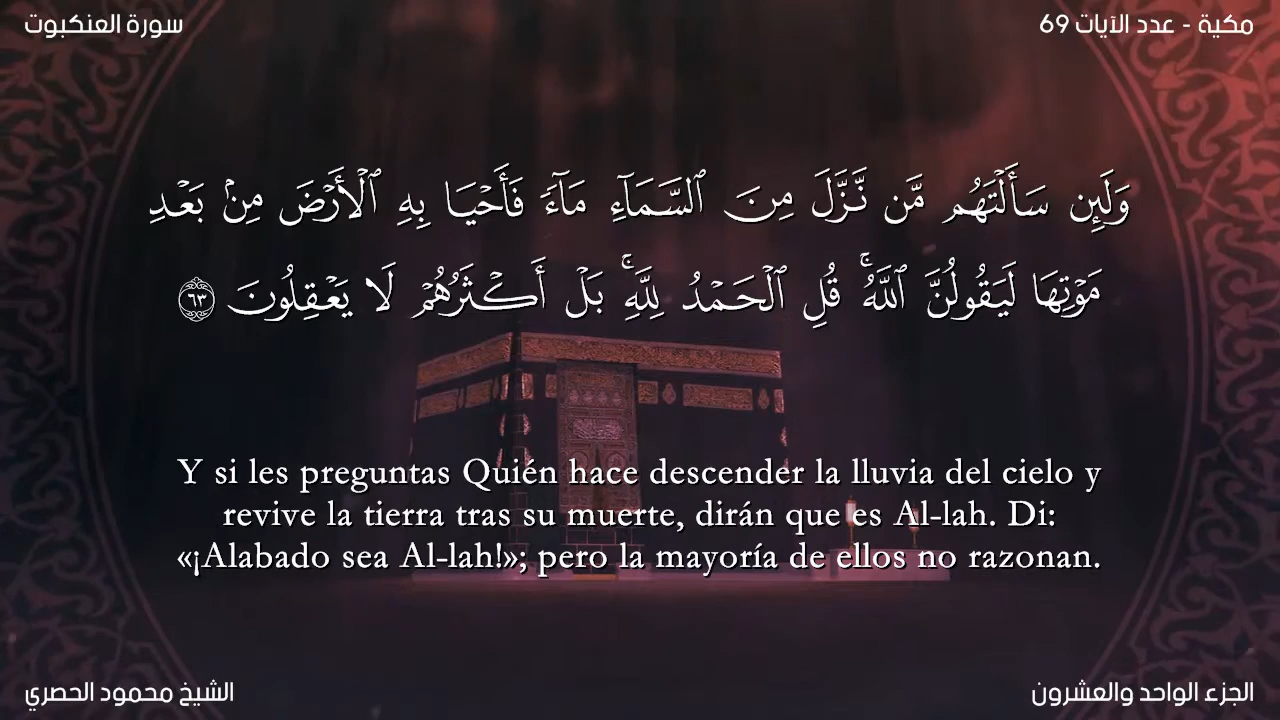 مكية - عدد الآيات 69
سورة العنكبوت
وَلَئِن سَأَلْتَهُم مَّن نَّزَّلَ مِنَ ٱلسَّمَآءِ مَآءً فَأَحْيَا بِهِ ٱلْأَرْضَ مِنۢ بَعْدِ
مَوْتِهَا لَيَقُولُنَّ ٱللَّهُ ۚ قُلِ ٱلْحَمْدُ لِلَّهِ ۚ بَلْ أَكْثَرُهُمْ لَا يَعْقِلُونَ ٦٣
Y si les preguntas Quién hace descender la lluvia del cielo y
revive la tierra tras su muerte, dirán que es Al-lah. Di:
«¡Alabado sea Al-lah!»; pero la mayoría de ellos no razonan.
الجزء الواحد والعشرون
الشيخ محمود الحصري